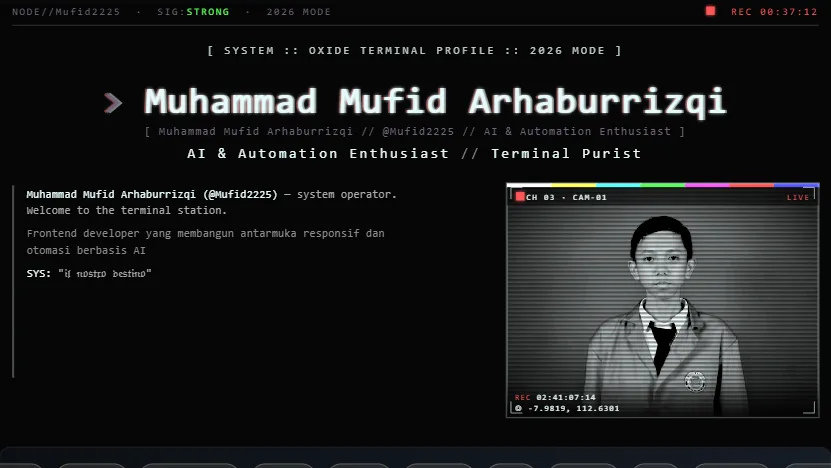 NODE//Mufid2225 · SIG:STRONG · 2026 MODE
REC 00:37:12
[ SYSTEM :: OXIDE TERMINAL PROFILE :: 2026 MODE ]
> Muhammad Mufid Arhaburrizqi
[ Muhammad Mufid Arhaburrizqi // @Mufid2225 // AI & Automation Enthusiast ]
AI & Automation Enthusiast // Terminal Purist
Muhammad Mufid Arhaburrizqi (@Mufid2225) — system operator.
Welcome to the terminal station.
Frontend developer yang membangun antarmuka responsif dan
otomasi berbasis AI
SYS: "il nostro destino"
CH 03 · CAM-01
LIVE
REC 02:41:07:14
@ -7.9819, 112.6301